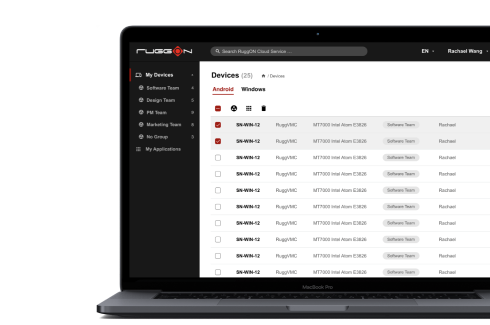 RUGGON
Search RuggON Cloud Service ...
EN
Rachael Wang
My Devices
Software Team 4
Design Team 5
PM Team
Marketing Team
No Group
My Applications
Devices (25)
Devices
Android Windows
SN-WIN-12 RuggVMC MT7000 Intel Atom E3826 Software Team Rachael
SN-WIN-12 RuggVMC MT7000 Intel Atom E3826 Software Team Rachael
SN-WIN-12 RuggVMC MT7000 Intel Atom E3826 Software Team Rachael
SN-WIN-12 RuggVMC MT7000 Intel Atom E3826 Software Team Rachael
SN-WIN-12 RuggVMC MT7000 Intel Atom E3826 Software Team Rachael
SN-WIN-12 RuggVMC MT7000 Intel Atom E3826 Software Team Rachael
SN-WIN-12 RuggVMC MT7000 Intel Atom E3826 Software Team Rachael
SN-WIN-12 RuggVMC MT7000 Intel Atom E3826 Software Team Rachael
SN-WIN-12 RuggVMC MT7000 Intel Atom E3826 Software Team Rachael
SN-WIN-12 RuggVMC MT7000 Intel Atom E3826 Software Team Rachael
MacBook Pro